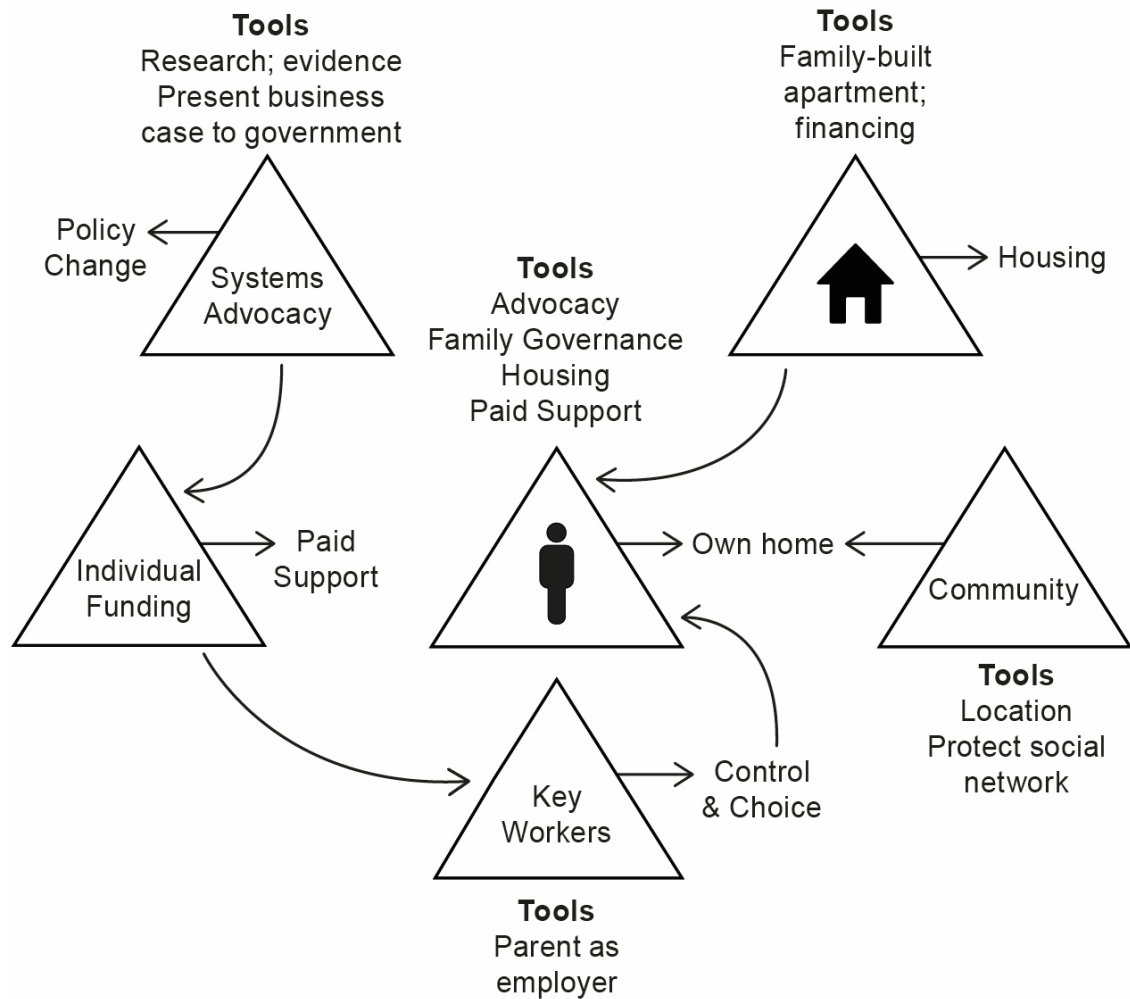 Tools
Research; evidence
Present business
case to government
Tools
Family-built
apartment;
financing
Policy
Change
Systems
Advocacy
Housing
Tools
Advocacy
Family Governance
Housing
Paid Support
Individual
Funding
Paid
Support
Own home
Community
Tools
Location
Protect social
network
Key
Workers
Control
& Choice
Tools
Parent as
employer